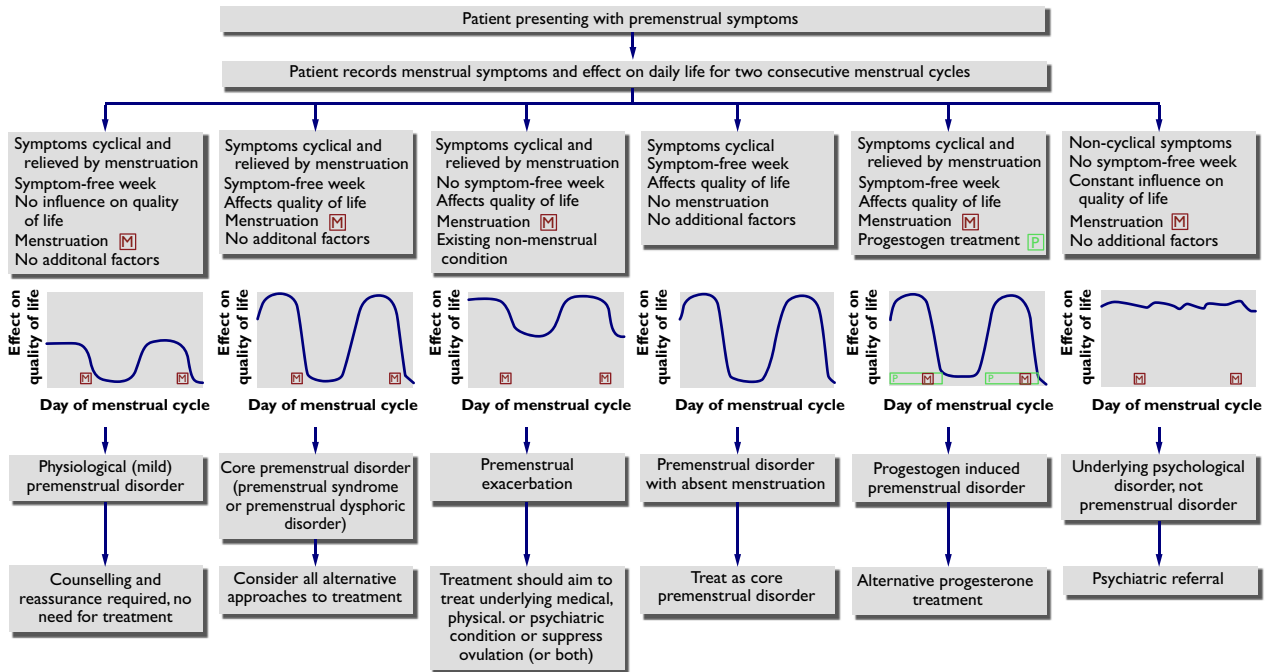 Patient presenting with premenstrual symptoms
Patient records menstrual symptoms and effect on daily life for two consecutive menstrual cycles
Symptoms cyclical and
relieved by menstruation
Symptom-free week
No influence on quality
of life
Menstruation M
No additonal factors
Symptoms cyclical and
relieved by menstruation
Symptom-free week
Affects quality of life
Menstruation M
No additonal factors
Symptoms cyclical and
relieved by menstruation
No symptom-free week
Affects quality of life
Menstruation M
Existing non-menstrual
condition
Symptoms cyclical
Symptom-free week
Affects quality of life
No menstruation
No additional factors
Symptoms cyclical and
relieved by menstruation
Symptom-free week
Affects quality of life
Menstruation M
Progestogen treatment P
Non-cyclical symptoms
No symptom-free week
Constant influence on
quality of life
Menstruation M
No additional factors
Effect on
quality of life
M M
Day of menstrual cycle
Effect on
quality of life
M M
Day of menstrual cycle
Effect on
quality of life
M M
Day of menstrual cycle
Effect on
quality of life
Day of menstrual cycle
Effect on
quality of life
P M P M
Day of menstrual cycle
Effect on
quality of life
M M
Day of menstrual cycle
Physiological (mild)
premenstrual disorder
Core premenstrual disorder
(premenstrual syndrome
or premenstrual dysphoric
disorder)
Premenstrual
exacerbation
Premenstrual disorder
with absent menstruation
Progestogen induced
premenstrual disorder
Underlying psychological
disorder, not
premenstrual disorder
Counselling and
reassurance required, no
need for treatment
Consider all alternative
approaches to treatment
Treatment should aim to
treat underlying medical,
physical. or psychiatric
condition or suppress
ovulation (or both)
Treat as core
premenstrual disorder
Alternative progesterone
treatment
Psychiatric referral